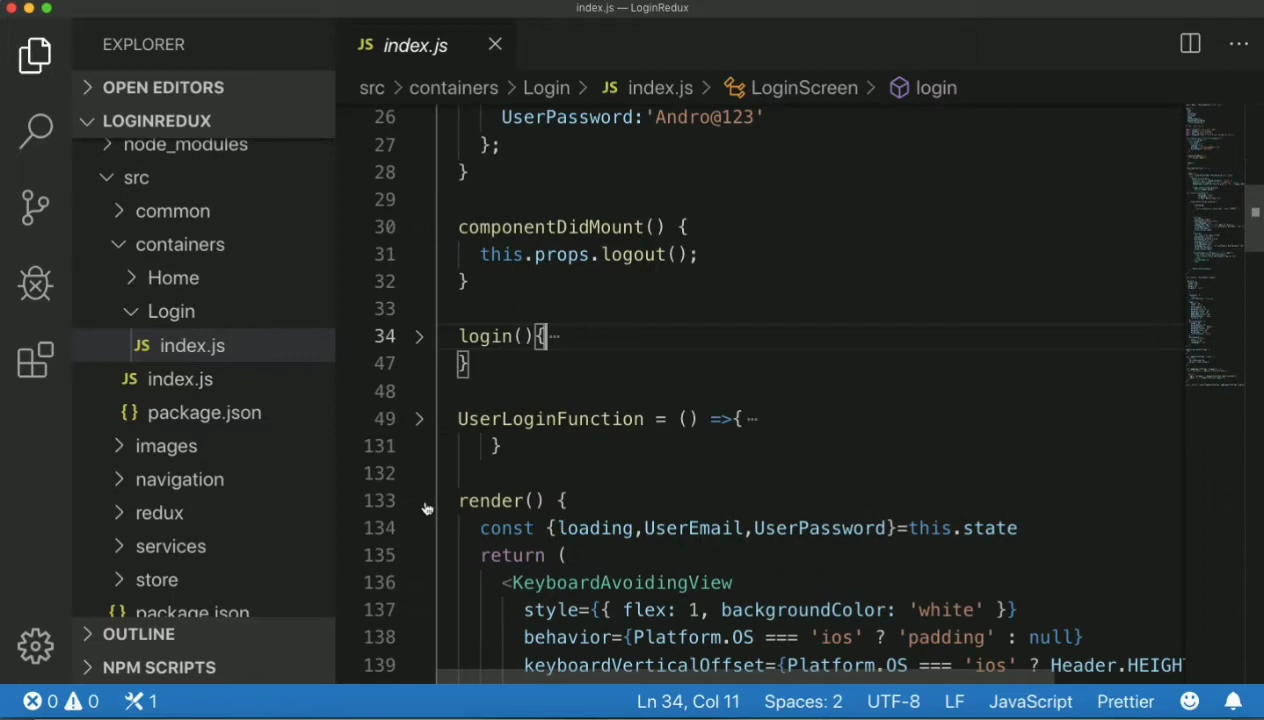 index.js — LoginRedux
EXPLORER
OPEN EDITORS
LOGINREDUX
node_modules
src
common
containers
Home
Login
JS index.js
JS index.js
{} package.json
images
navigation
redux
services
store
{} package.json
OUTLINE
NPM SCRIPTS
JS index.js
src > containers > Login > JS index.js > LoginScreen > login
26 UserPassword:'Andro@123'
27 };
28 }
29
30 componentDidMount() {
31 this.props.logout();
32 }
33
34 login(){…
47 }
48
49 UserLoginFunction = () =>{…
131 }
132
133 render() {
134 const {loading,UserEmail,UserPassword}=this.state
135 return (
136 <KeyboardAvoidingView
137 style={{ flex: 1, backgroundColor: 'white' }}
138 behavior={Platform.OS === 'ios' ? 'padding' : null}
139 keyboardVerticalOffset={Platform.OS === 'ios' ? Header.HEIGHT
0 0 1 Ln 34, Col 11 Spaces: 2 UTF-8 LF JavaScript Prettier